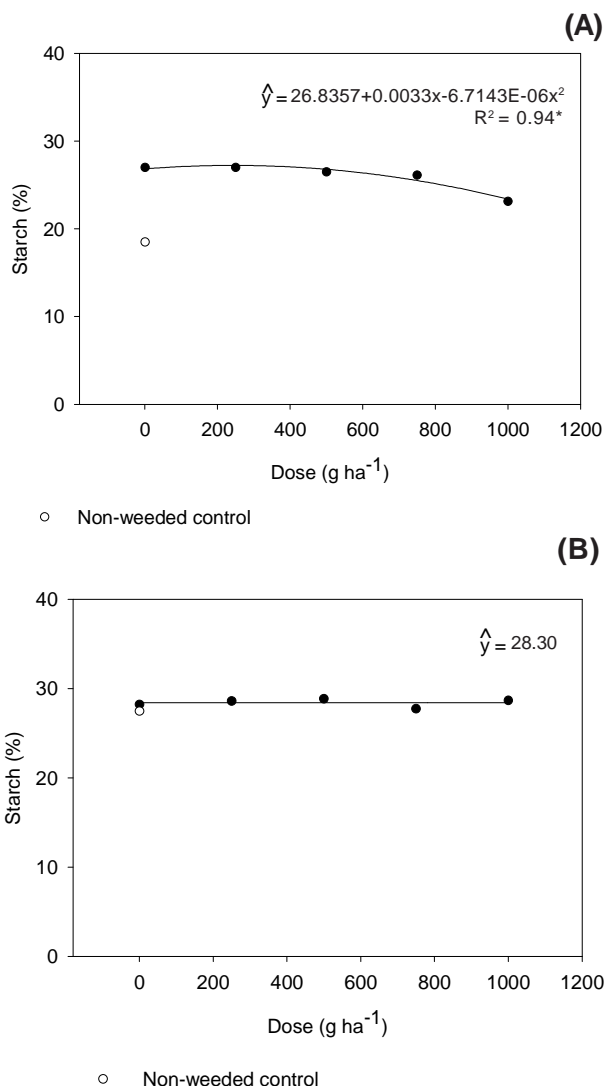 (A)
40
30
20
10
0
Starch (%)
ŷ = 26.8357+0.0033x-6.7143E-06x²
R² = 0.94*
0 200 400 600 800 1000 1200
Dose (g ha⁻¹)
Non-weeded control
(B)
40
30
20
10
0
Starch (%)
ŷ = 28.30
0 200 400 600 800 1000 1200
Dose (g ha⁻¹)
Non-weeded control